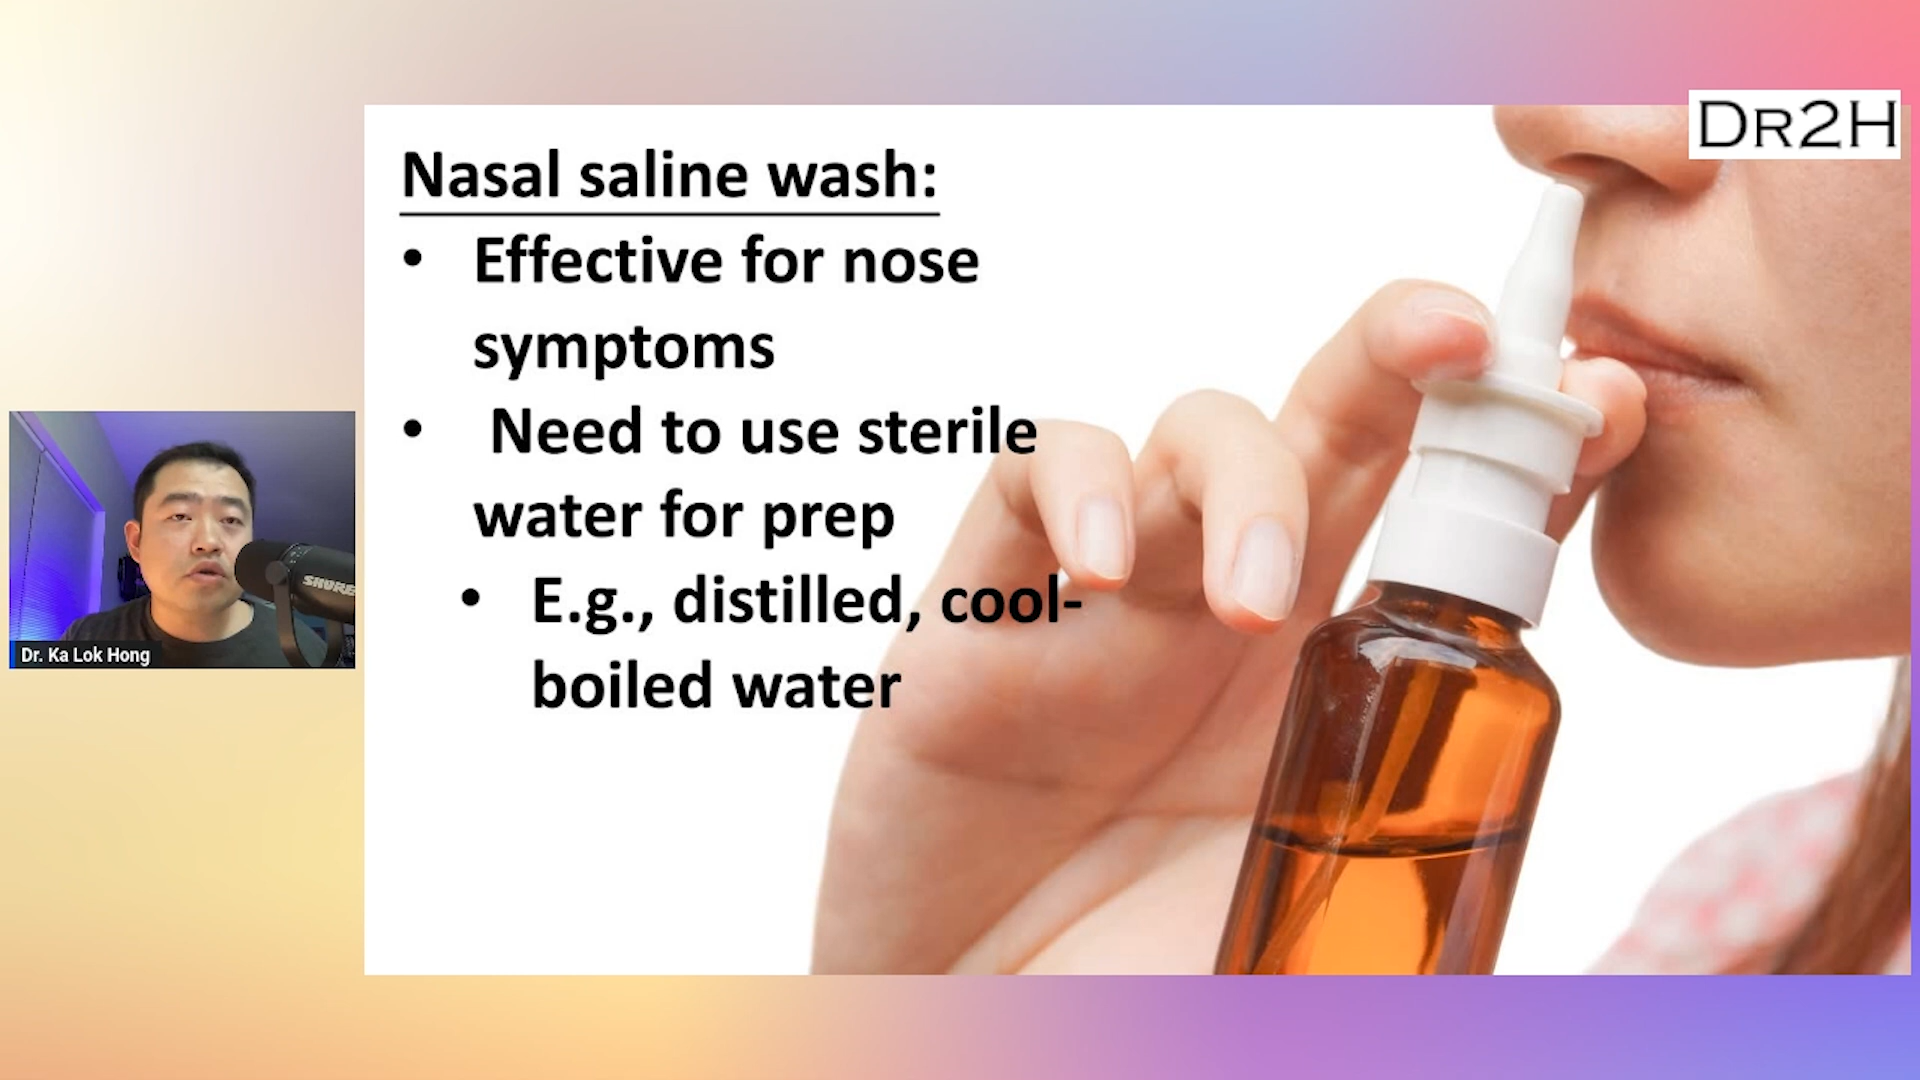 DR2H
Nasal saline wash:
• Effective for nose
symptoms
• Need to use sterile
water for prep
• E.g., distilled, cool-
boiled water
SHURE
Dr. Ka Lok Hong